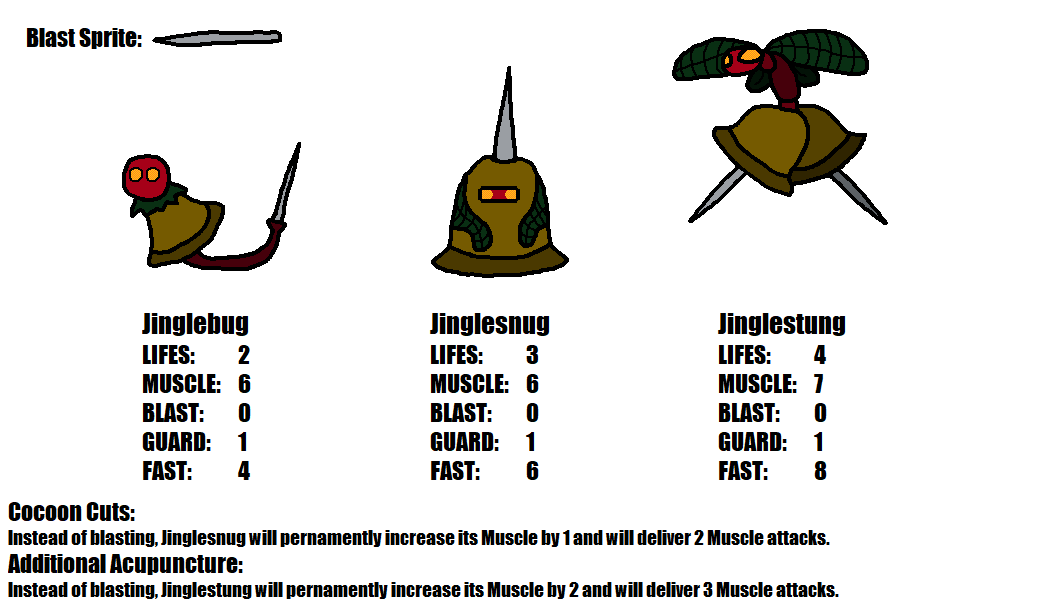 Blast Sprite:
Jinglebug
LIFES: 2
MUSCLE: 6
BLAST: 0
GUARD: 1
FAST: 4
Jinglesnug
LIFES: 3
MUSCLE: 6
BLAST: 0
GUARD: 1
FAST: 6
Jinglestung
LIFES: 4
MUSCLE: 7
BLAST: 0
GUARD: 1
FAST: 8
Cocoon Cuts:
Instead of blasting, Jinglesnug will pernamently increase its Muscle by 1 and will deliver 2 Muscle attacks.
Additional Acupuncture:
Instead of blasting, Jinglestung will pernamently increase its Muscle by 2 and will deliver 3 Muscle attacks.